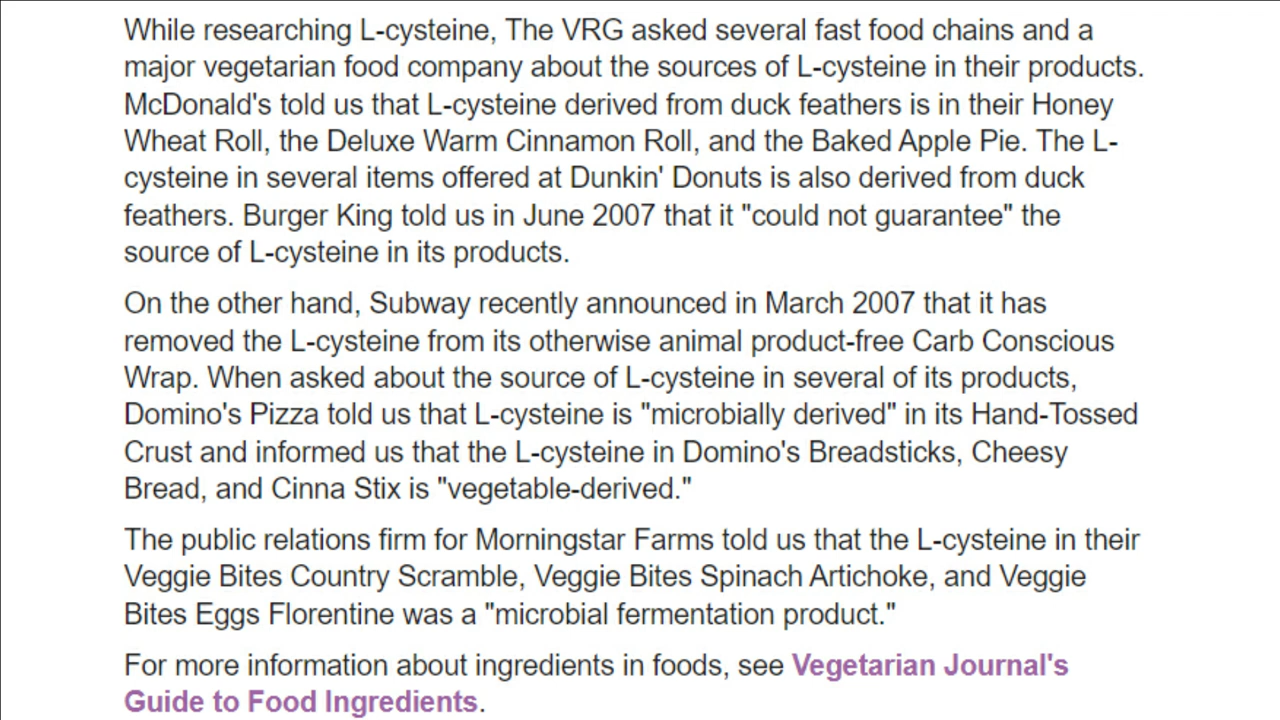 While researching L-cysteine, The VRG asked several fast food chains and a
major vegetarian food company about the sources of L-cysteine in their products.
McDonald's told us that L-cysteine derived from duck feathers is in their Honey
Wheat Roll, the Deluxe Warm Cinnamon Roll, and the Baked Apple Pie. The L-
cysteine in several items offered at Dunkin' Donuts is also derived from duck
feathers. Burger King told us in June 2007 that it "could not guarantee" the
source of L-cysteine in its products.
On the other hand, Subway recently announced in March 2007 that it has
removed the L-cysteine from its otherwise animal product-free Carb Conscious
Wrap. When asked about the source of L-cysteine in several of its products,
Domino's Pizza told us that L-cysteine is "microbially derived" in its Hand-Tossed
Crust and informed us that the L-cysteine in Domino's Breadsticks, Cheesy
Bread, and Cinna Stix is "vegetable-derived."
The public relations firm for Morningstar Farms told us that the L-cysteine in their
Veggie Bites Country Scramble, Veggie Bites Spinach Artichoke, and Veggie
Bites Eggs Florentine was a "microbial fermentation product."
For more information about ingredients in foods, see Vegetarian Journal's
Guide to Food Ingredients.